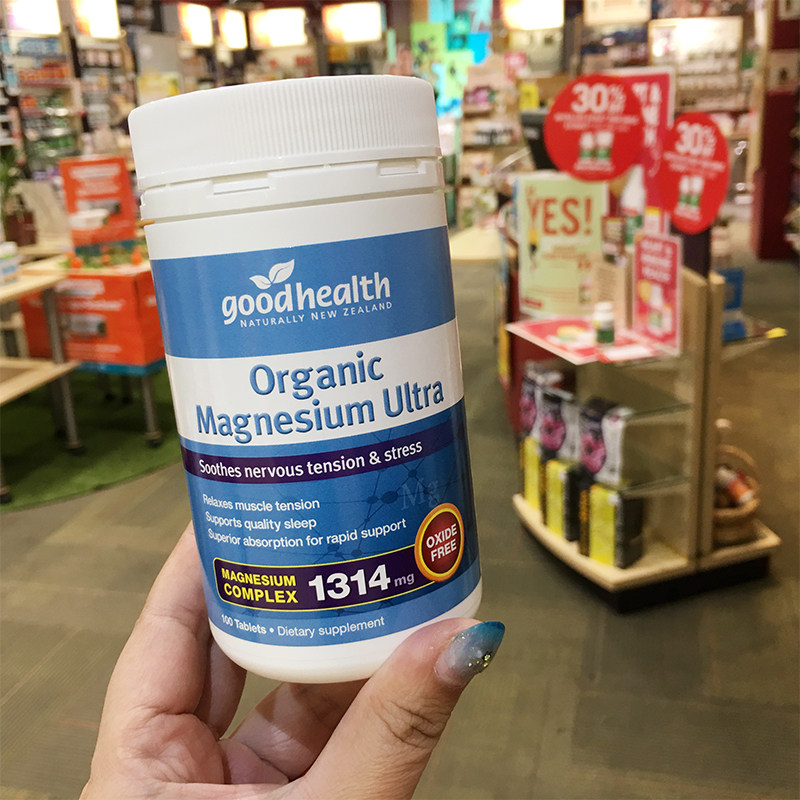 goodhealth
NATURALLY NEW ZEALAND
Organic
Magnesium Ultra
Soothes nervous tension & stress
Mg
Relaxes muscle tension
Supports quality sleep
Superior absorption for rapid support
OXIDE
FREE
MAGNESIUM
COMPLEX 1314 mg
100 Tablets • Dietary supplement
30%
30%
YES!